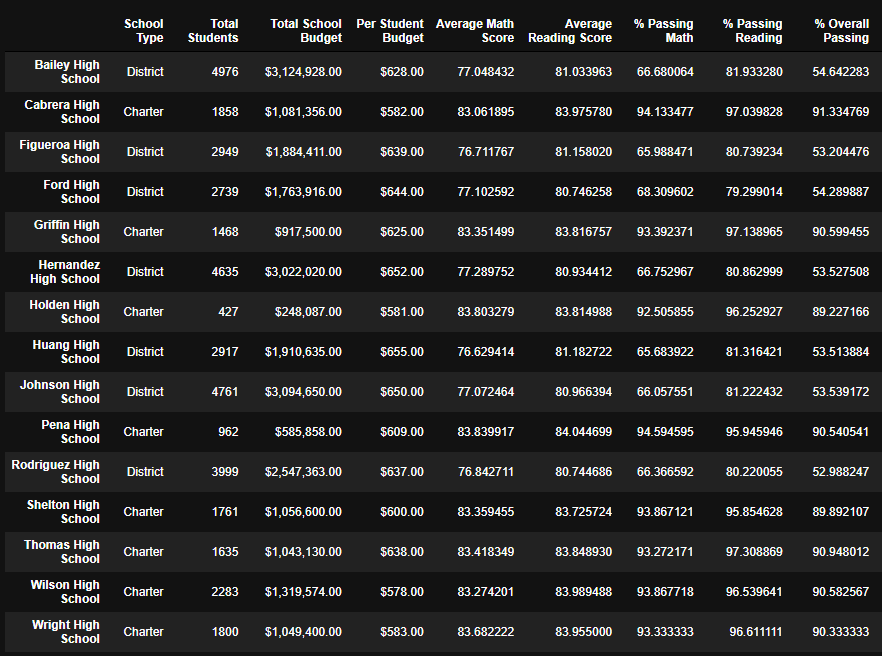 School Type Total Students Total School Budget Per Student Budget Average Math Score Average Reading Score % Passing Math % Passing Reading % Overall Passing
Bailey High School District 4976 $3,124,928.00 $628.00 77.048432 81.033963 66.680064 81.933280 54.642283
Cabrera High School Charter 1858 $1,081,356.00 $582.00 83.061895 83.975780 94.133477 97.039828 91.334769
Figueroa High School District 2949 $1,884,411.00 $639.00 76.711767 81.158020 65.988471 80.739234 53.204476
Ford High School District 2739 $1,763,916.00 $644.00 77.102592 80.746258 68.309602 79.299014 54.289887
Griffin High School Charter 1468 $917,500.00 $625.00 83.351499 83.816757 93.392371 97.138965 90.599455
Hernandez High School District 4635 $3,022,020.00 $652.00 77.289752 80.934412 66.752967 80.862999 53.527508
Holden High School Charter 427 $248,087.00 $581.00 83.803279 83.814988 92.505855 96.252927 89.227166
Huang High School District 2917 $1,910,635.00 $655.00 76.629414 81.182722 65.683922 81.316421 53.513884
Johnson High School District 4761 $3,094,650.00 $650.00 77.072464 80.966394 66.057551 81.222432 53.539172
Pena High School Charter 962 $585,858.00 $609.00 83.839917 84.044699 94.594595 95.945946 90.540541
Rodriguez High School District 3999 $2,547,363.00 $637.00 76.842711 80.744686 66.366592 80.220055 52.988247
Shelton High School Charter 1761 $1,056,600.00 $600.00 83.359455 83.725724 93.867121 95.854628 89.892107
Thomas High School Charter 1635 $1,043,130.00 $638.00 83.418349 83.848930 93.272171 97.308869 90.948012
Wilson High School Charter 2283 $1,319,574.00 $578.00 83.274201 83.989488 93.867718 96.539641 90.582567
Wright High School Charter 1800 $1,049,400.00 $583.00 83.682222 83.955000 93.333333 96.611111 90.333333